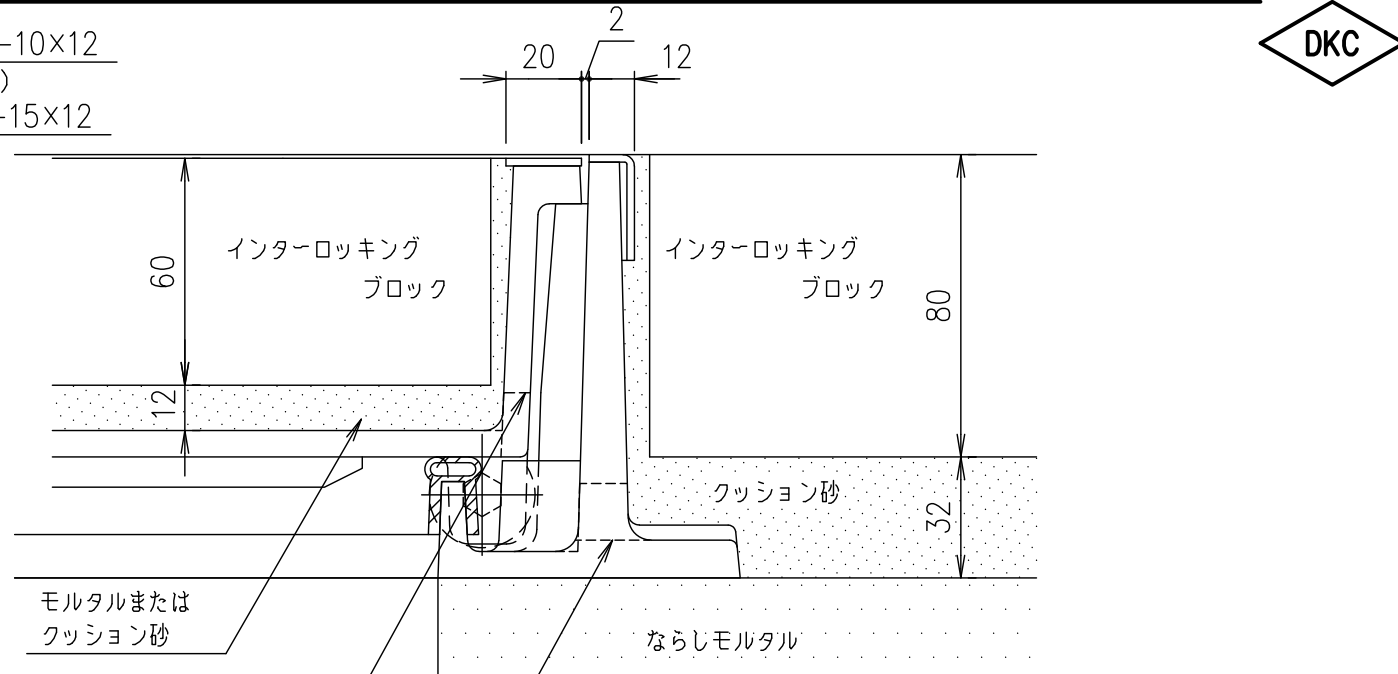 -10×12
)
-15×12
2
20
12
DKC
インターロッキング
ブロック
インターロッキング
ブロック
60
80
12
クッション砂
32
モルタルまたは
クッション砂
ならしモルタル